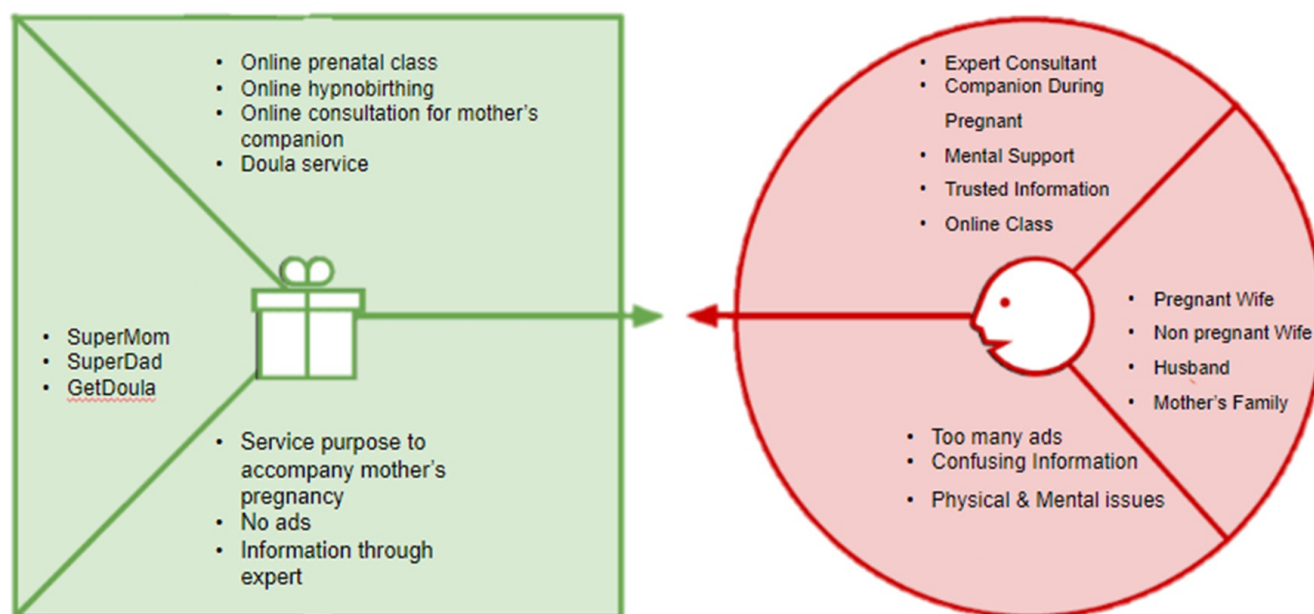 • Online prenatal class
• Online hypnobirthing
• Online consultation for mother's
companion
• Doula service
• SuperMom
• SuperDad
• GetDoula
• Service purpose to
accompany mother's
pregnancy
• No ads
• Information through
expert
• Expert Consultant
• Companion During
Pregnant
• Mental Support
• Trusted Information
• Online Class
• Pregnant Wife
• Non pregnant Wife
• Husband
• Mother's Family
• Too many ads
• Confusing Information
• Physical & Mental issues